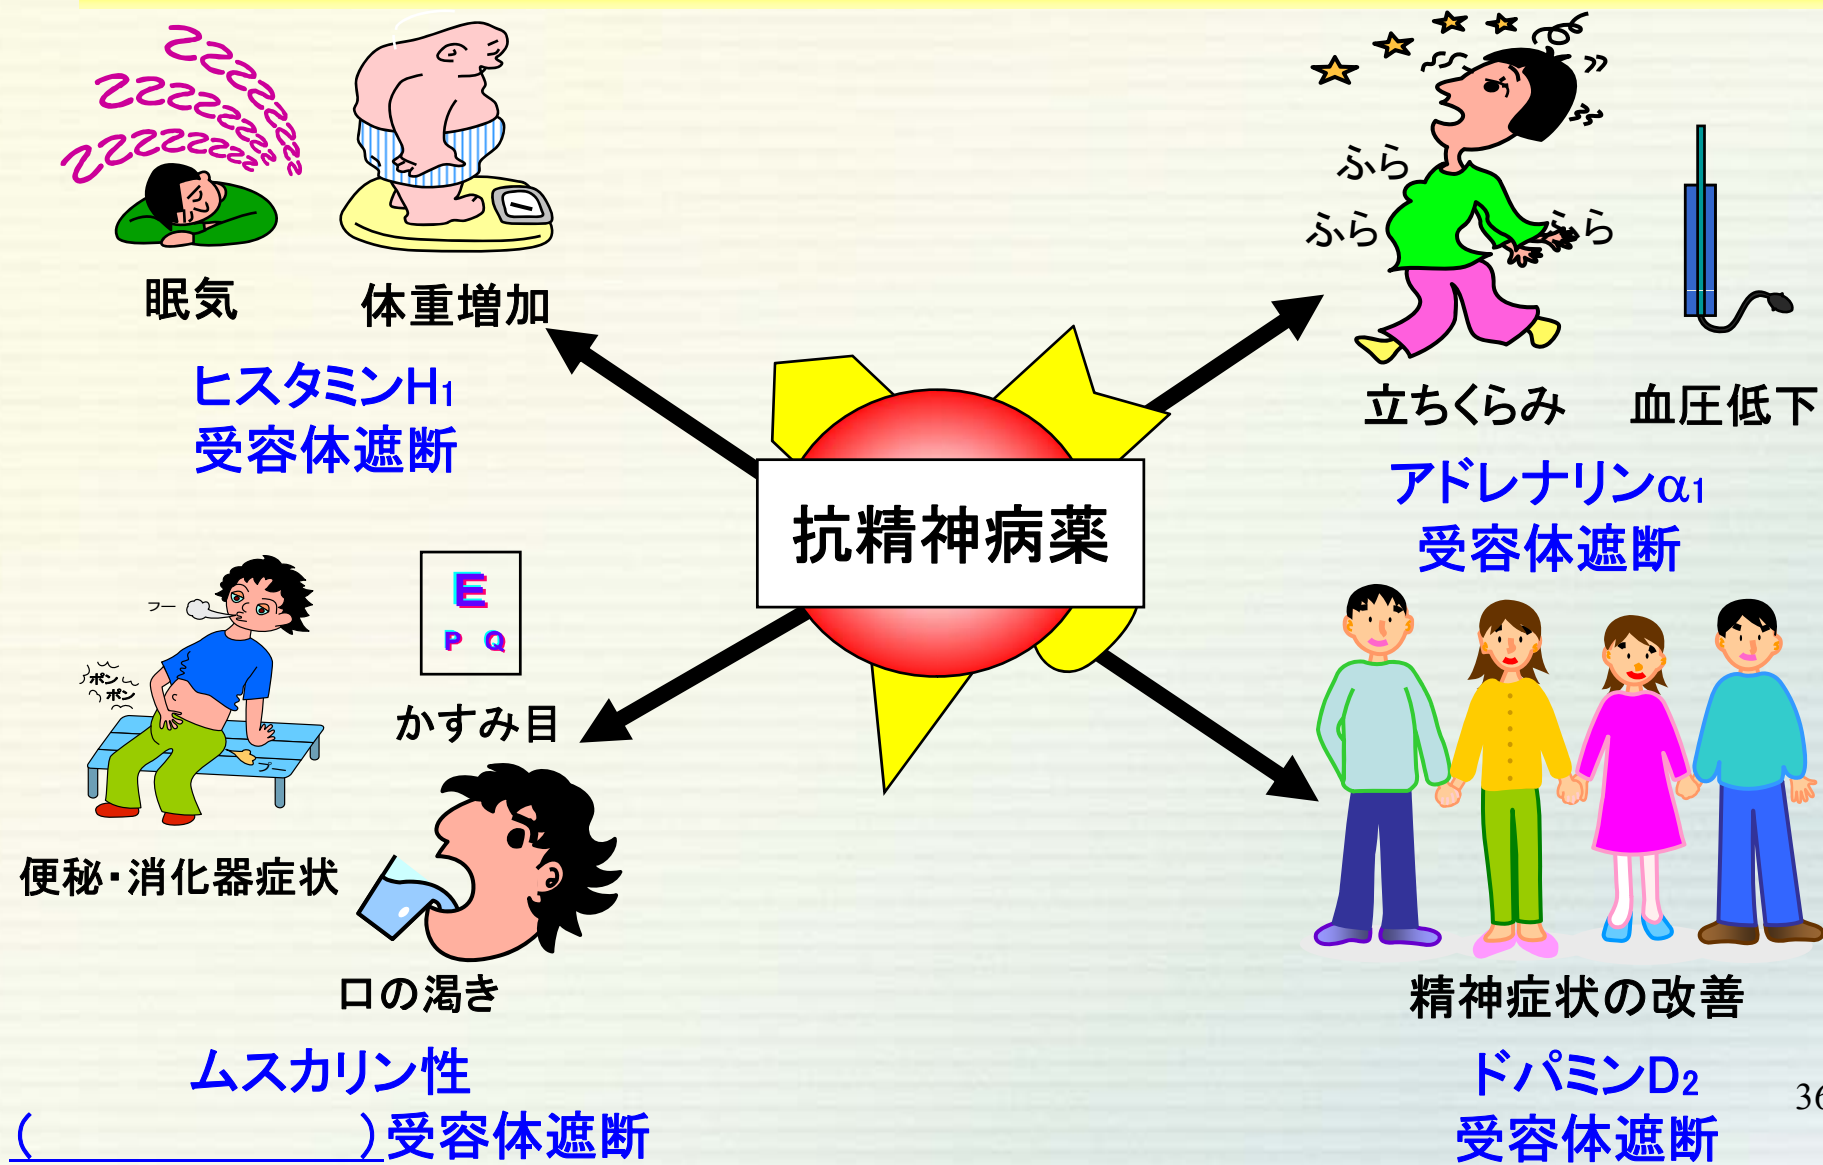 ふら
ふら
ふら
眠気
体重増加
ヒスタミンH1
受容体遮断
立ちくらみ
血圧低下
アドレナリンα1
受容体遮断
抗精神病薬
フー
ポン
ポン
プー
E
P Q
かすみ目
便秘・消化器症状
口の渇き
ムスカリン性
( )受容体遮断
精神症状の改善
ドパミンD2
受容体遮断
36